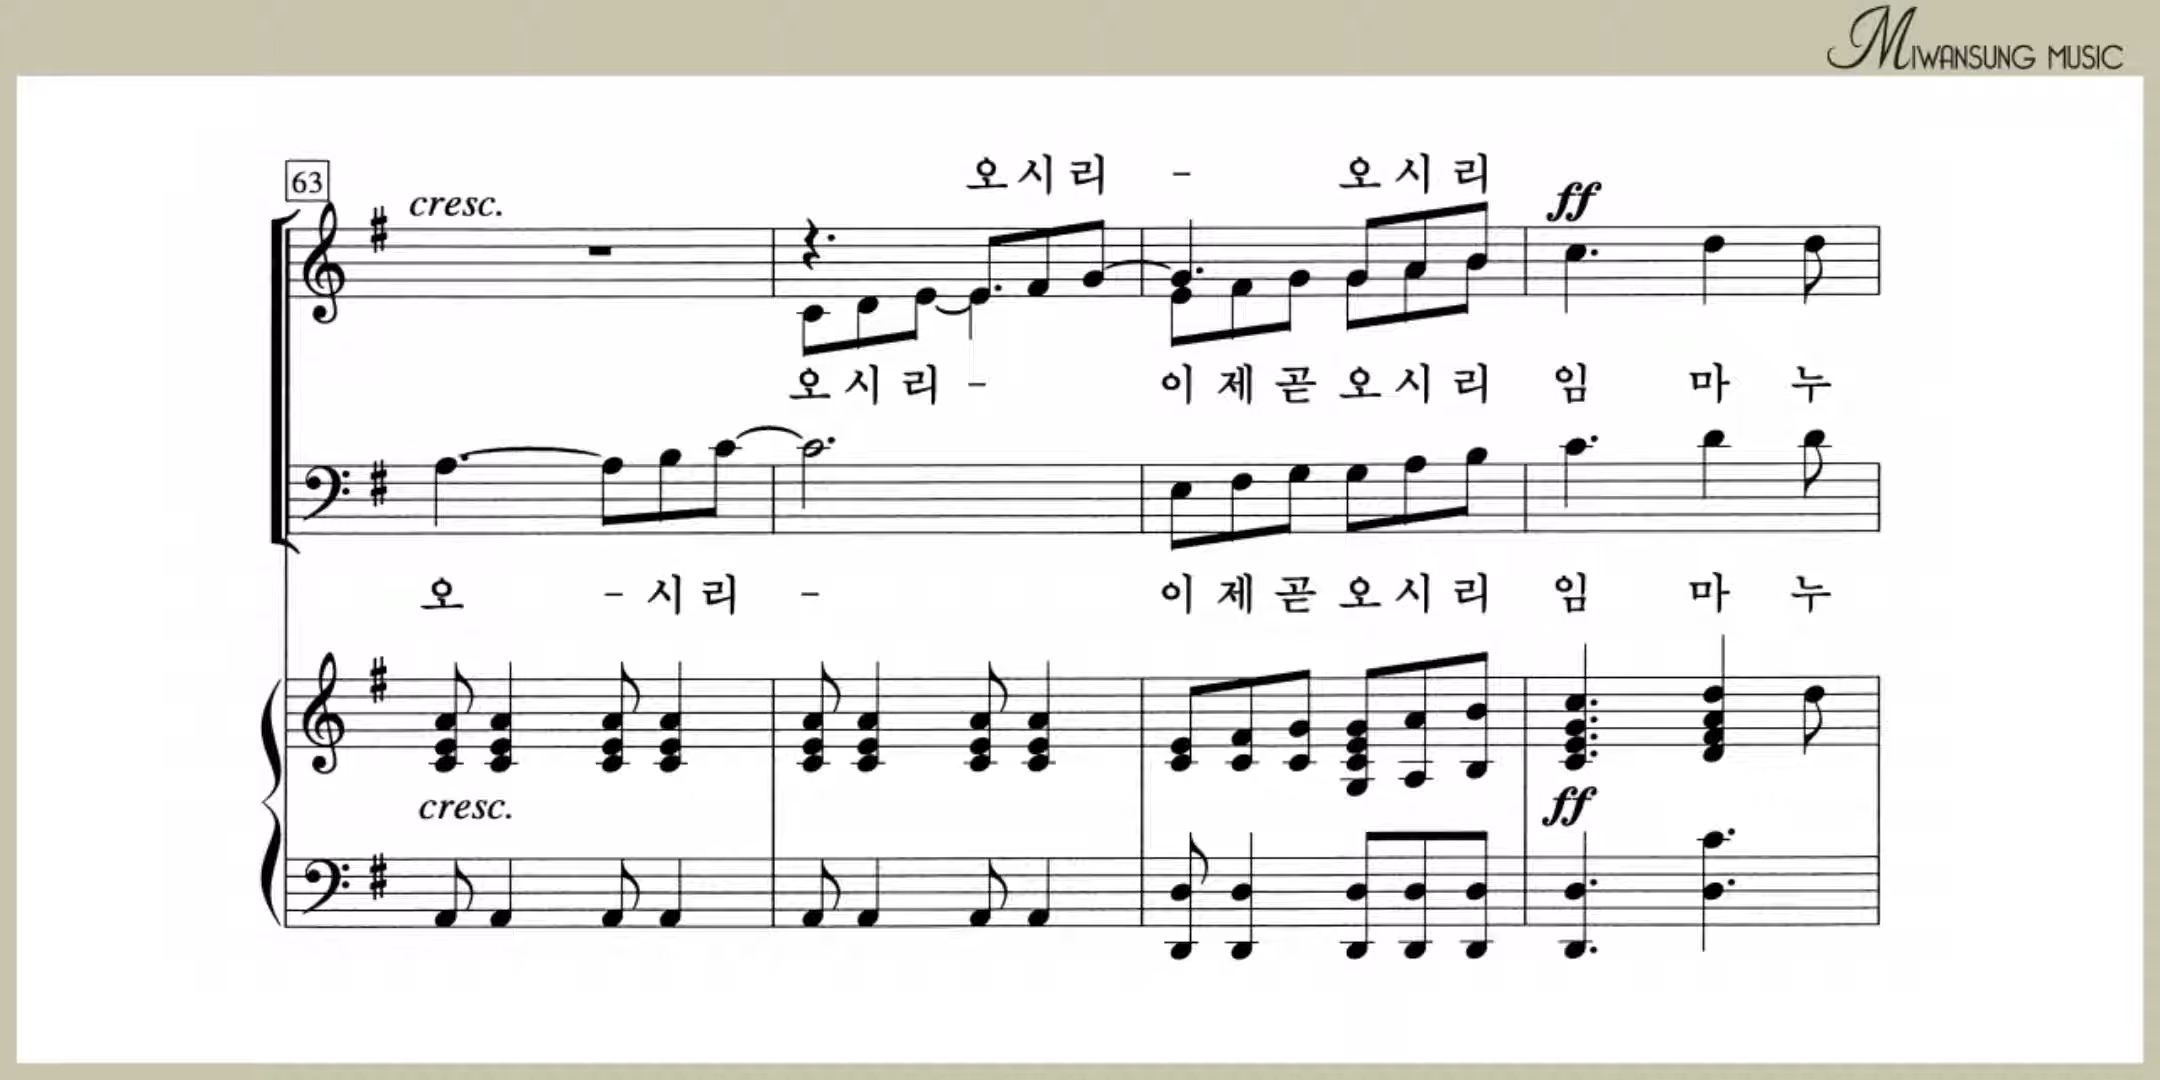 MIWANSUNG MUSIC
63
cresc.
오 시 리 - 오 시 리
ff
오 시 리 - 이 제 곧 오 시 리 임 마 누
오 - 시 리 - 이 제 곧 오 시 리 임 마 누
cresc.
ff